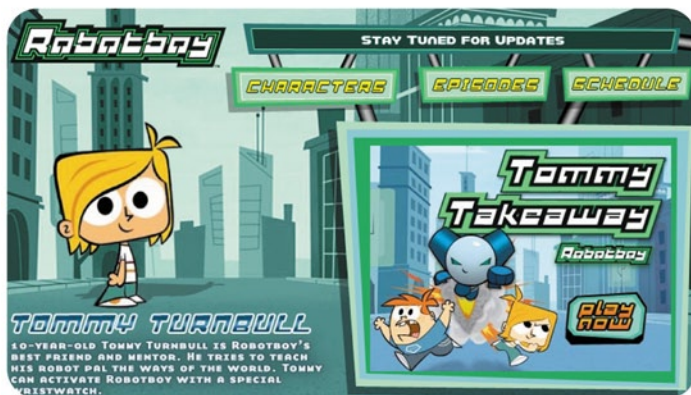 Robotboy
STAY TUNED FOR UPDATES
CHARACTERS
EPISODES
SCHEDULE
Tommy
Takeaway
Robotboy
play
now
TOMMY TURNBULL
10-YEAR-OLD TOMMY TURNBULL IS ROBOTBOY'S
BEST FRIEND AND MENTOR. HE TRIES TO TEACH
HIS ROBOT PAL THE WAYS OF THE WORLD. TOMMY
CAN ACTIVATE ROBOTBOY WITH A SPECIAL
WRISTWATCH.